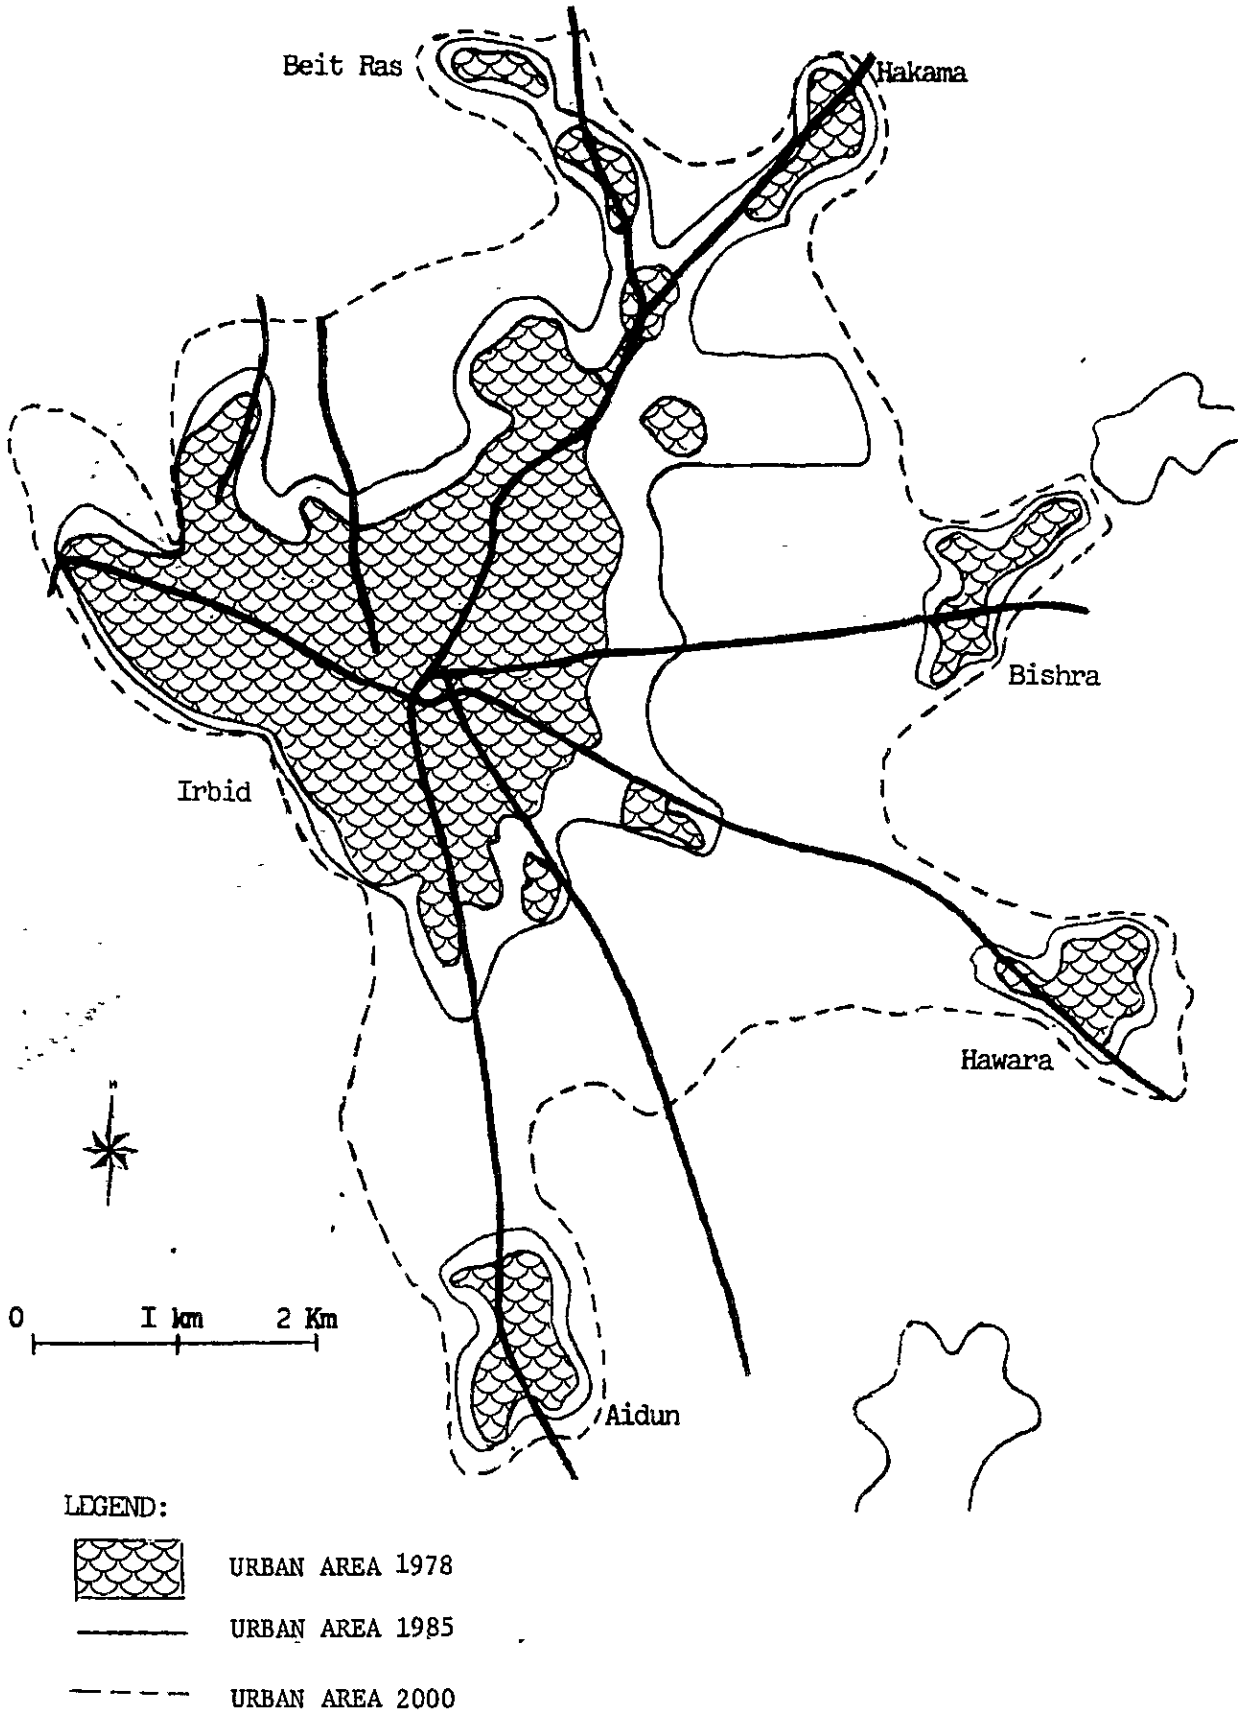 Beit Ras
Hakama
Bishra
Irbid
Hawara
N
0 I km 2 Km
Aidun
LEGEND:
URBAN AREA 1978
URBAN AREA 1985
URBAN AREA 2000